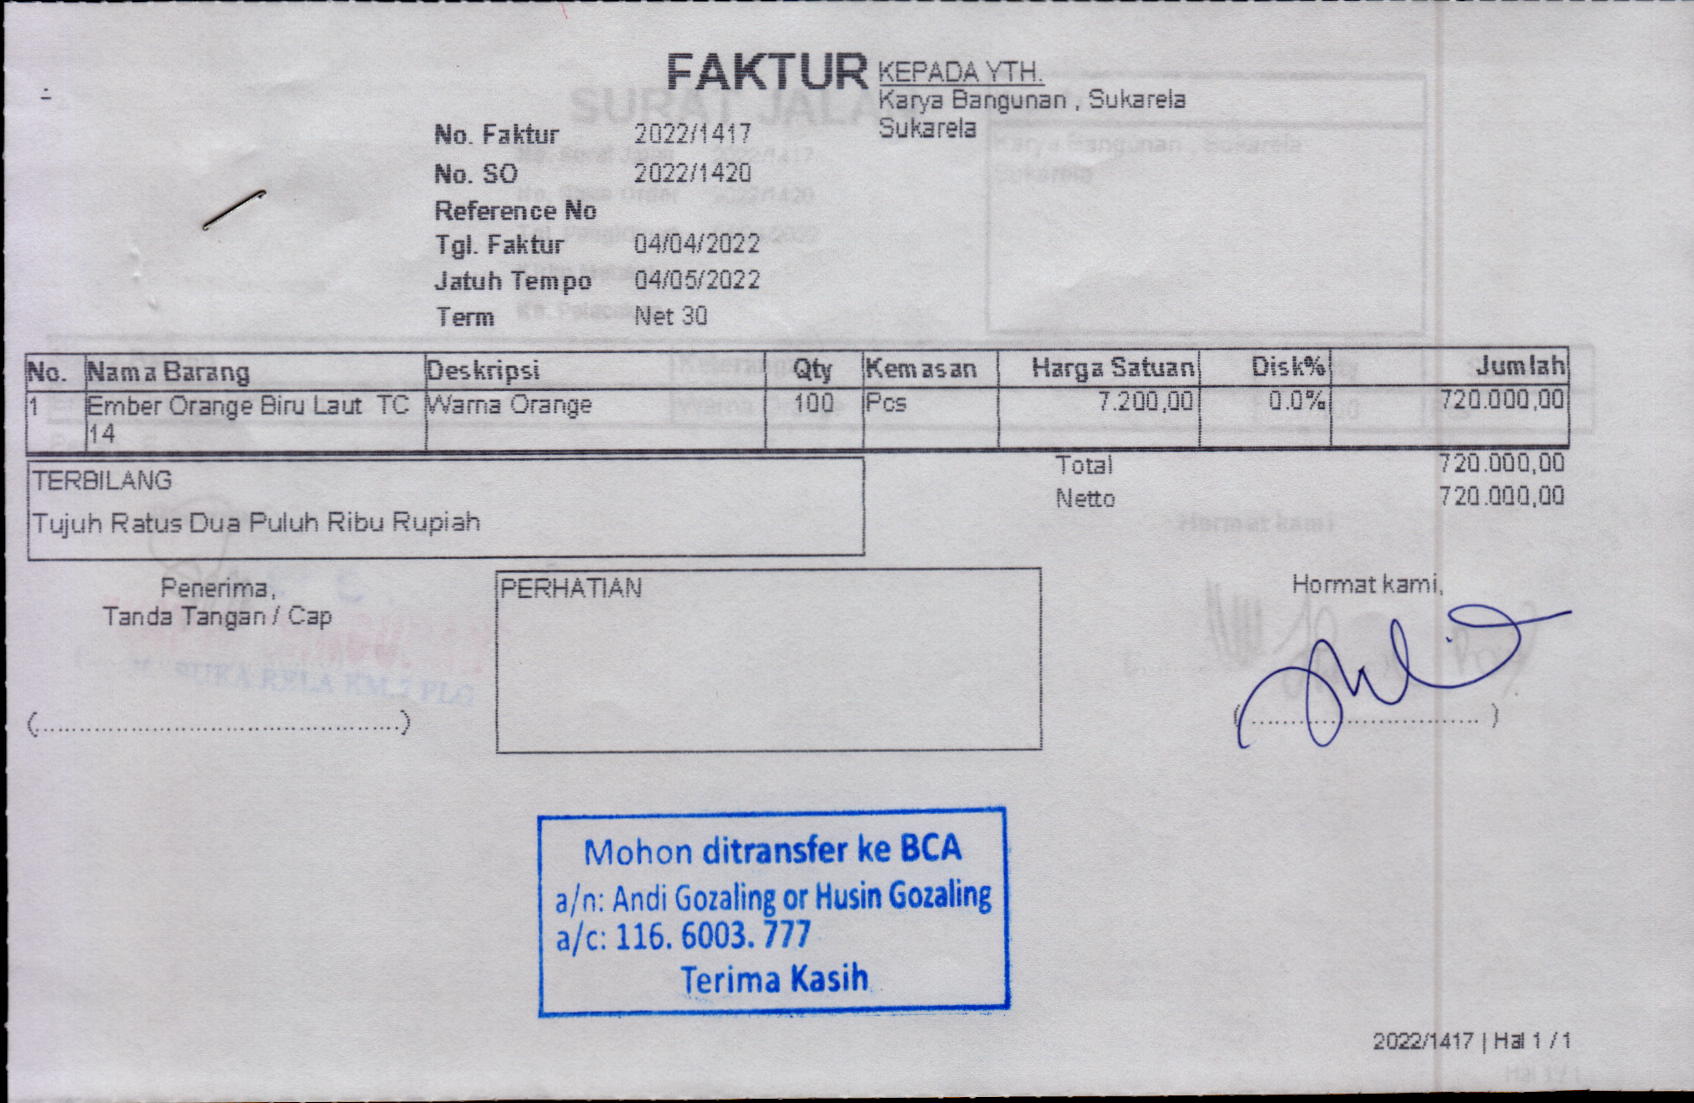 FAKTUR
KEPADA YTH.
Karya Bangunan , Sukarela
Sukarela
No. Faktur 2022/1417
No. SO 2022/1420
Reference No
Tgl. Faktur 04/04/2022
Jatuh Tempo 04/05/2022
Term Net 30
No. Nama Barang Deskripsi Qty Kemasan Harga Satuan Disk% Jumlah
1 Ember Orange Biru Laut TC Warna Orange 100 Pcs 7.200,00 0.0% 720.000,00
14
Total 720.000,00
Netto 720.000,00
TERBILANG
Tujuh Ratus Dua Puluh Ribu Rupiah
Penerima,
Tanda Tangan / Cap
(................................................)
PERHATIAN
Hormat kami,
(..............................)
Mohon ditransfer ke BCA
a/n: Andi Gozaling or Husin Gozaling
a/c: 116. 6003. 777
Terima Kasih
2022/1417 | Hal 1 / 1